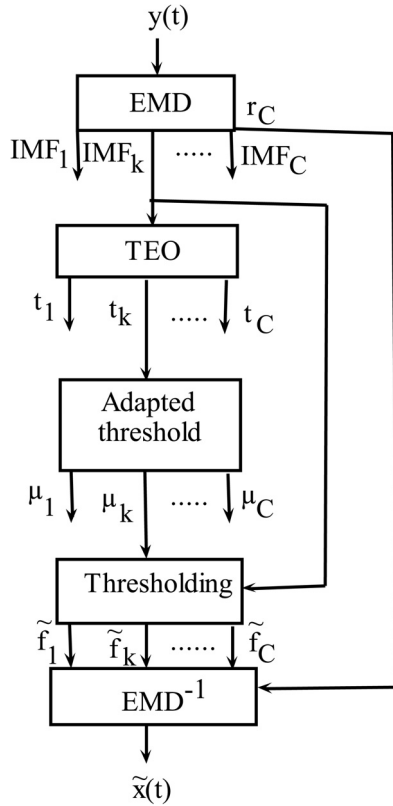 y(t)
EMD
r_C
IMF_1 IMF_k ..... IMF_C
TEO
t_1 t_k ..... t_C
Adapted
threshold
μ_1 μ_k ..... μ_C
Thresholding
f̃_1 f̃_k ...... f̃_C
EMD^-1
x̃(t)